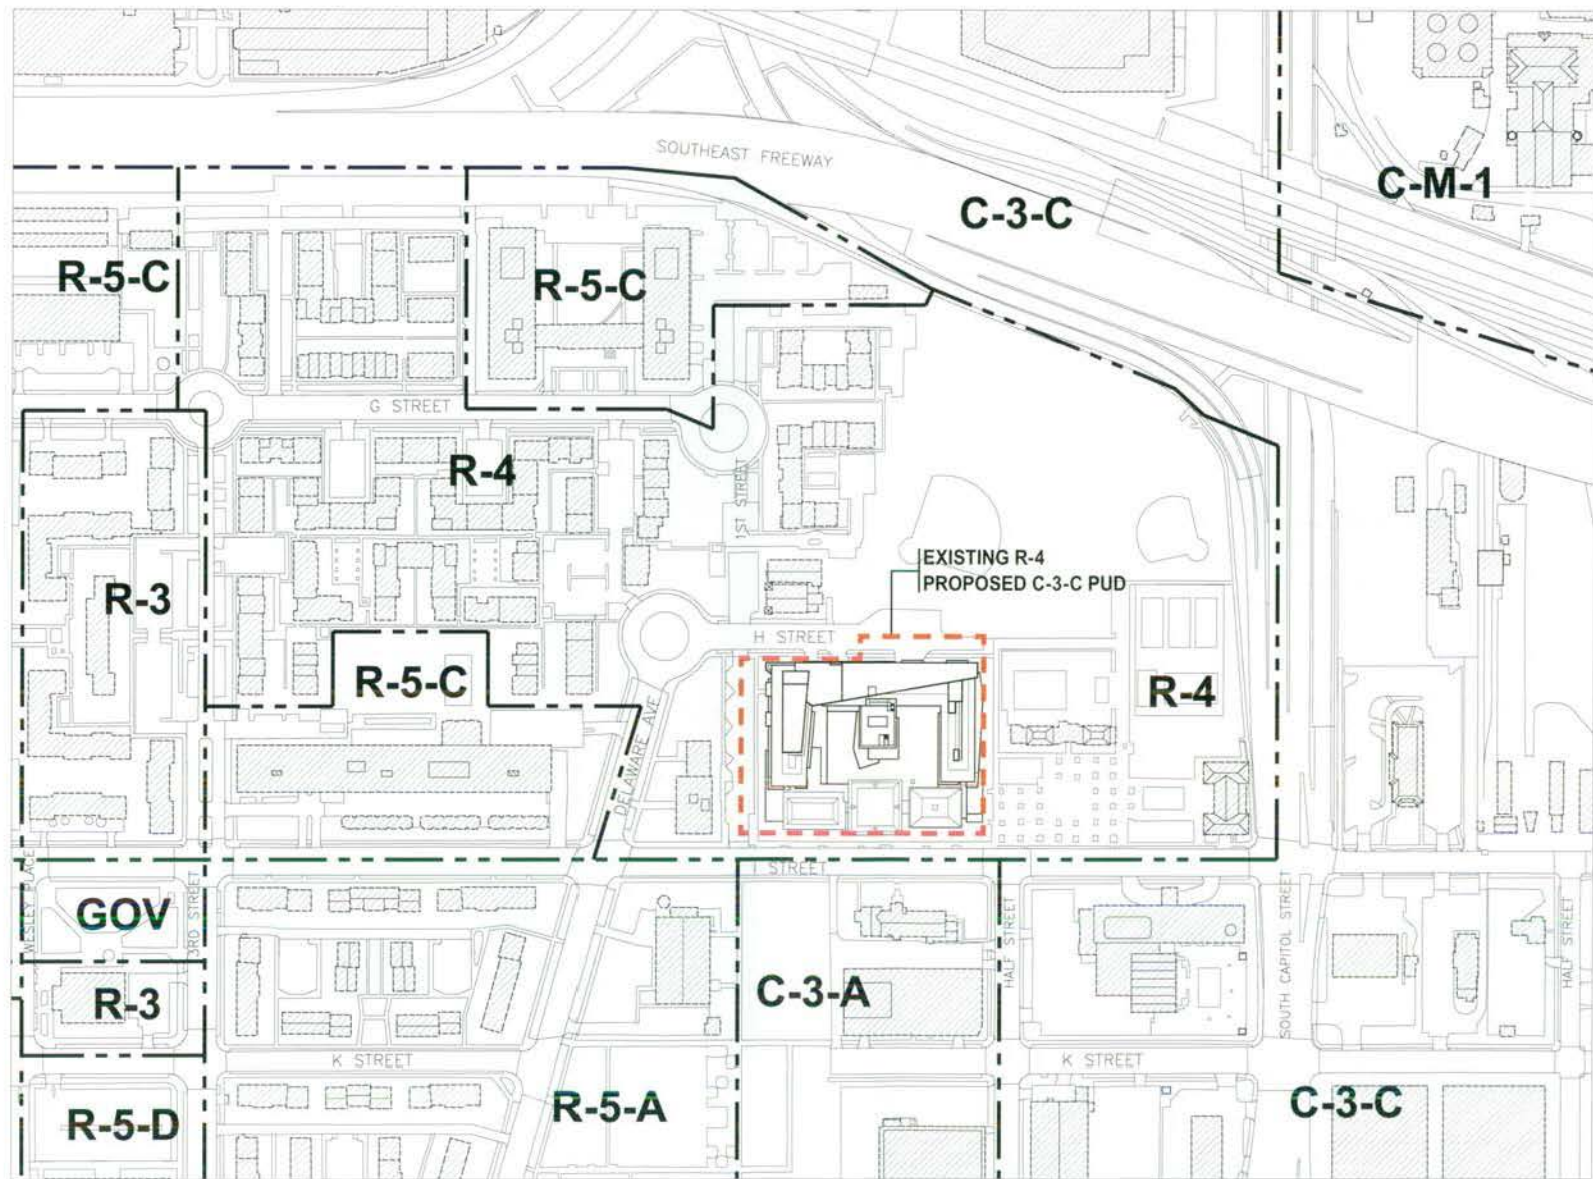 SOUTHEAST FREEWAY
C-M-1
C-3-C
R-5-C
R-5-C
G STREET
R-4
1ST STREET
EXISTING R-4
PROPOSED C-3-C PUD
R-3
H STREET
R-5-C
R-4
DELAWARE AVE
I STREET
WESLEY PLACE
GOV
3RD STREET
HALF STREET
SOUTH CAPITOL STREET
HALF STREET
C-3-A
R-3
K STREET
K STREET
R-5-A
C-3-C
R-5-D